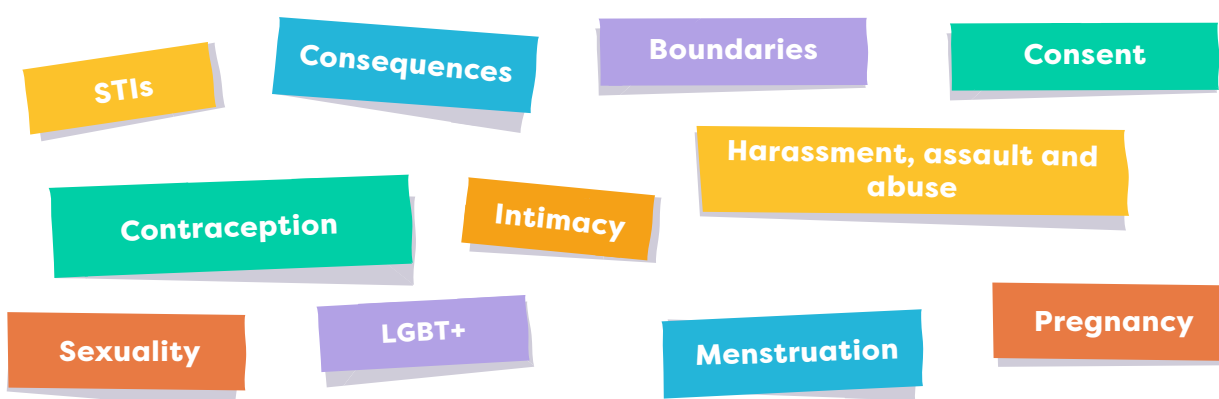 STIs
Consequences
Boundaries
Consent
Harassment, assault and
abuse
Contraception
Intimacy
Sexuality
LGBT+
Menstruation
Pregnancy